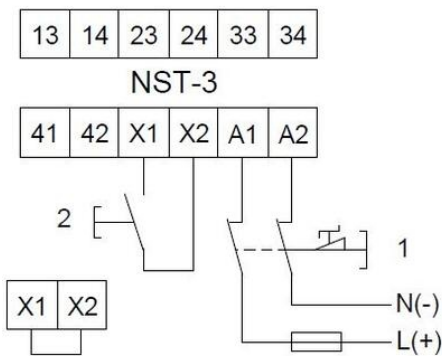 13 14 23 24 33 34
NST-3
41 42 X1 X2 A1 A2
2
1
X1 X2
N(-)
L(+)